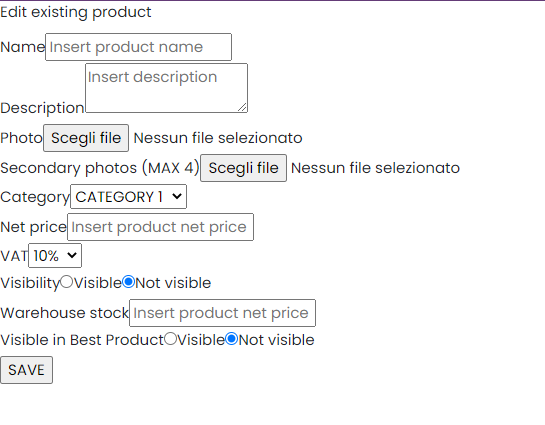 Edit existing product
Name Insert product name
Insert description
Description
Photo Scegli file Nessun file selezionato
Secondary photos (MAX 4) Scegli file Nessun file selezionato
Category CATEGORY 1
Net price Insert product net price
VAT 10%
Visibility Visible Not visible
Warehouse stock Insert product net price
Visible in Best Product Visible Not visible
SAVE